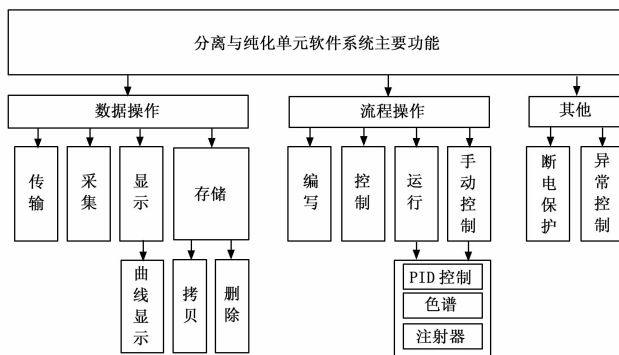 分离与纯化单元软件系统主要功能
数据操作
流程操作
其他
传输
采集
显示
存储
编写
控制
运行
手动控制
断电保护
异常控制
曲线显示
拷贝
删除
PID控制
色谱
注射器